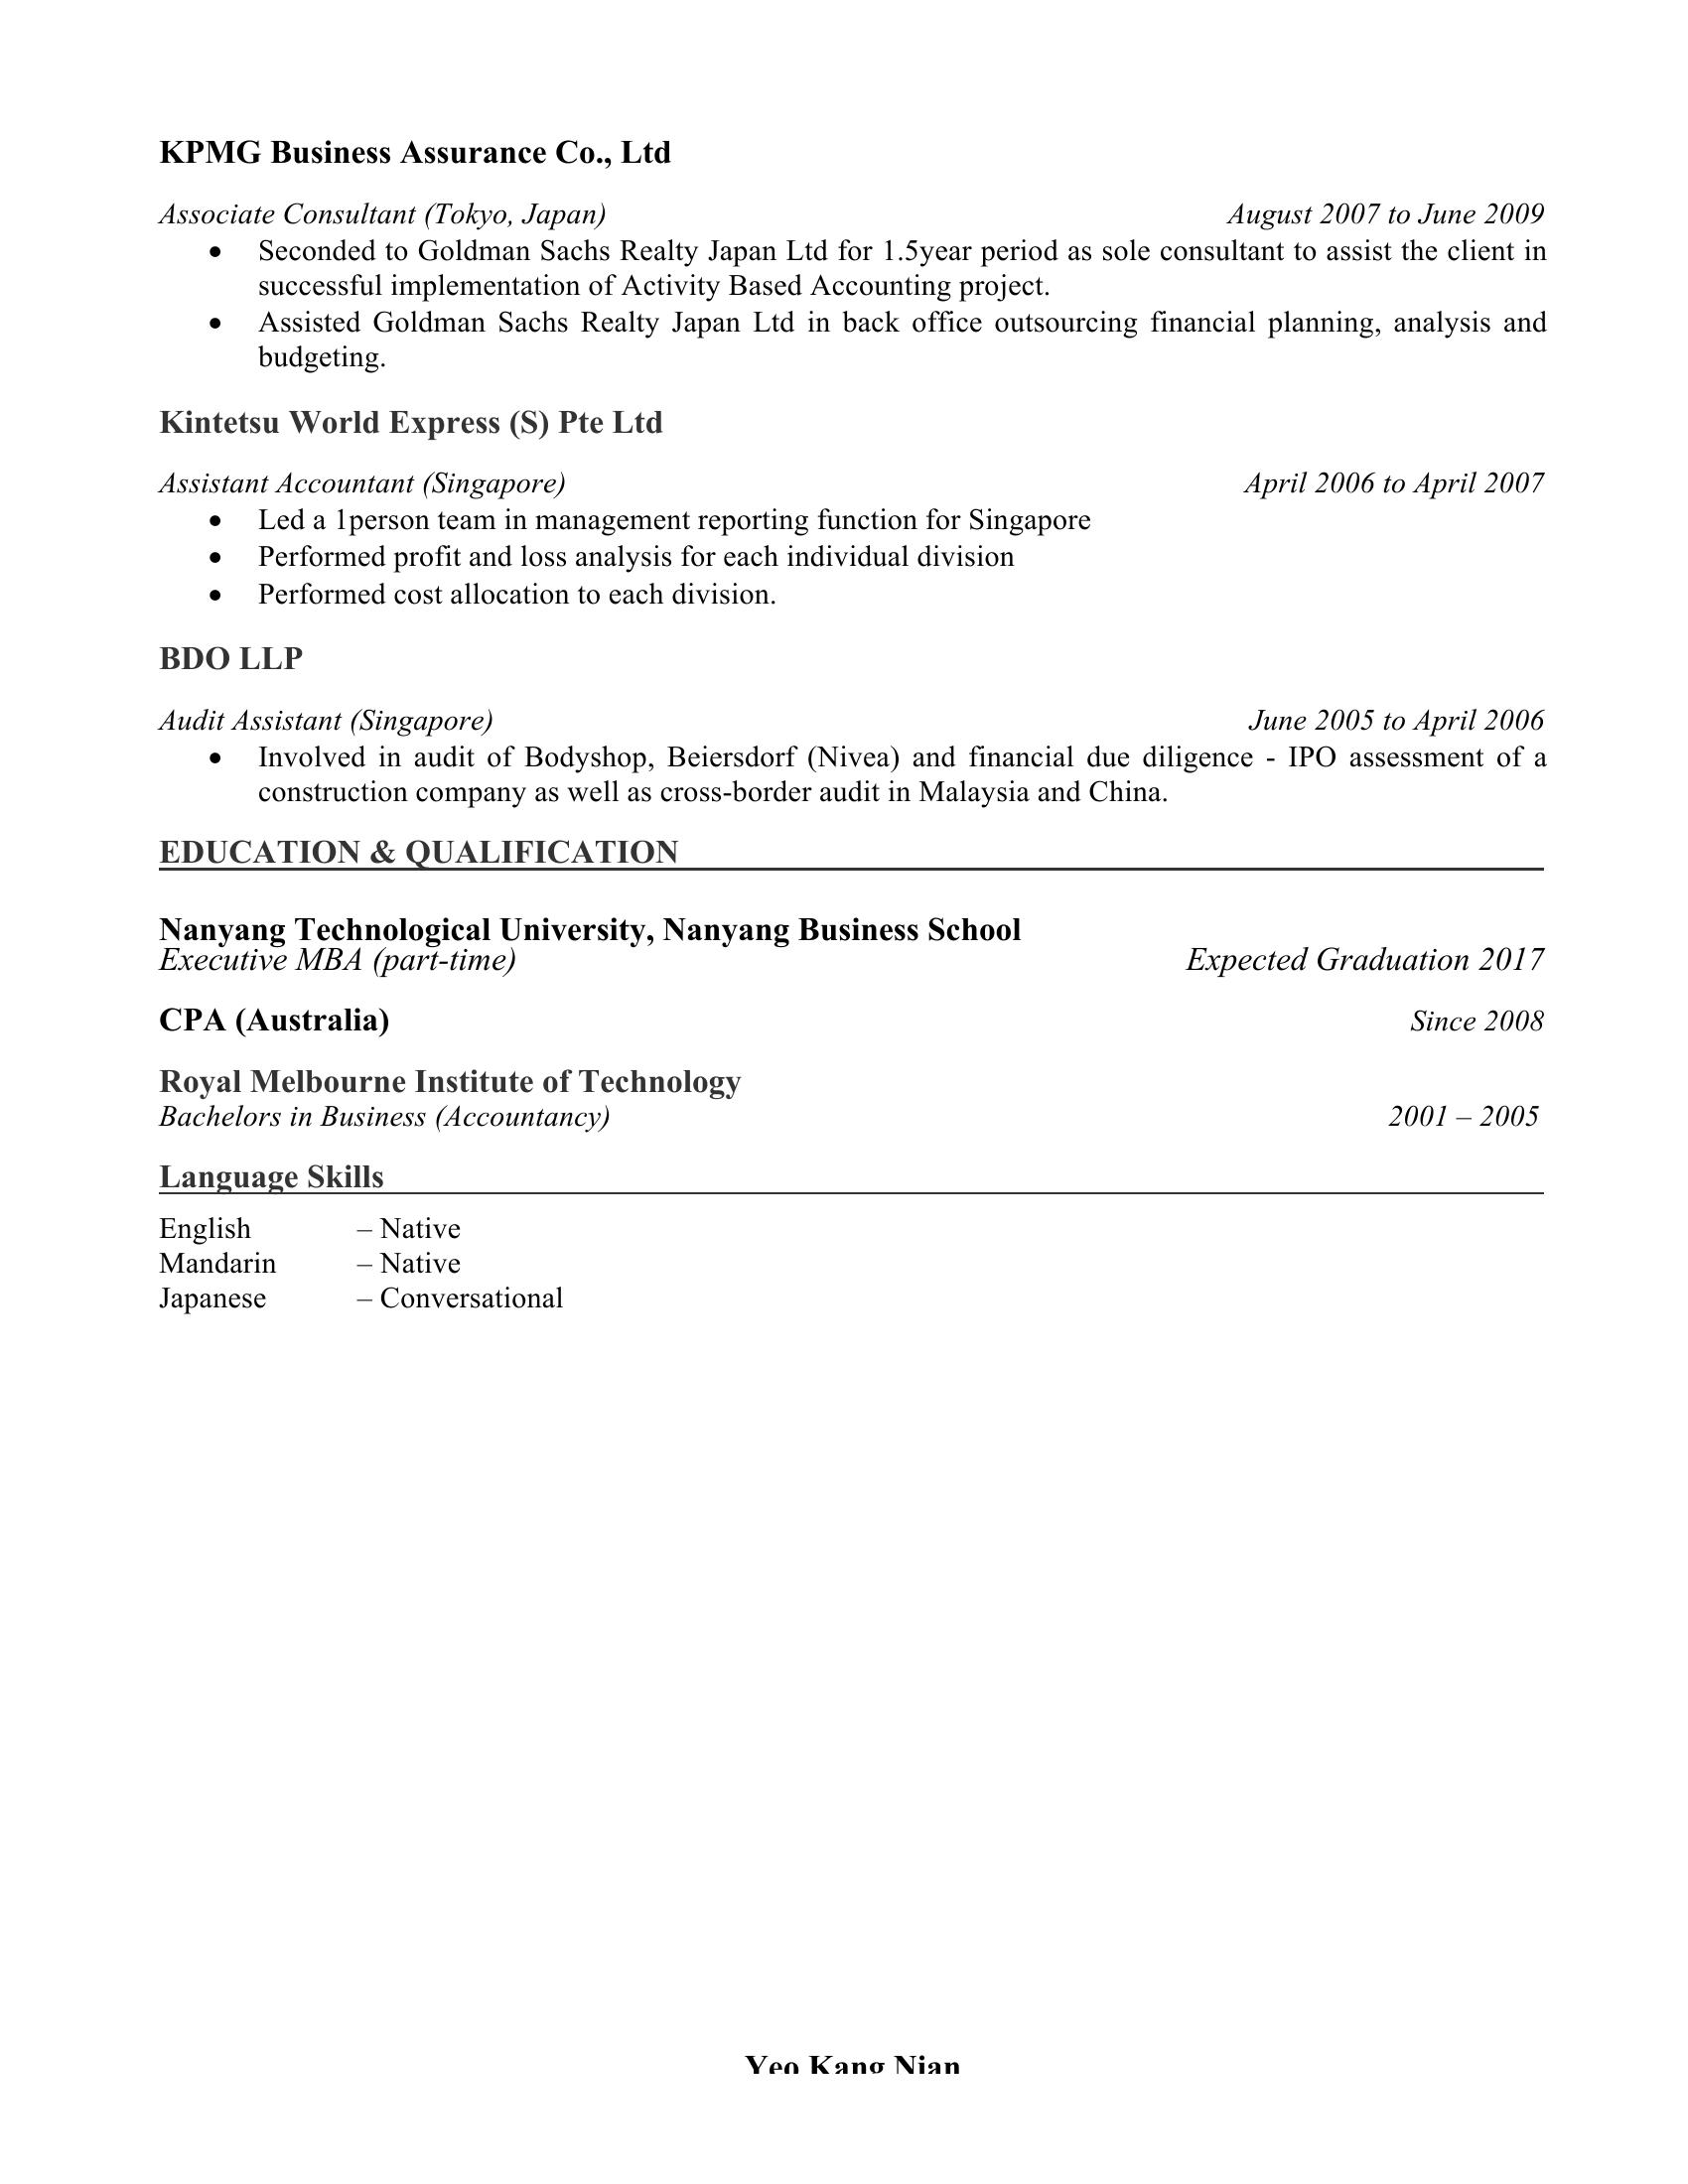 KPMG Business Assurance Co., Ltd
Associate Consultant (Tokyo, Japan) August 2007 to June 2009
• Seconded to Goldman Sachs Realty Japan Ltd for 1.5year period as sole consultant to assist the client in
successful implementation of Activity Based Accounting project.
• Assisted Goldman Sachs Realty Japan Ltd in back office outsourcing financial planning, analysis and
budgeting.
Kintetsu World Express (S) Pte Ltd
Assistant Accountant (Singapore) April 2006 to April 2007
• Led a 1person team in management reporting function for Singapore
• Performed profit and loss analysis for each individual division
• Performed cost allocation to each division.
BDO LLP
Audit Assistant (Singapore) June 2005 to April 2006
• Involved in audit of Bodyshop, Beiersdorf (Nivea) and financial due diligence - IPO assessment of a
construction company as well as cross-border audit in Malaysia and China.
EDUCATION & QUALIFICATION
Nanyang Technological University, Nanyang Business School
Executive MBA (part-time) Expected Graduation 2017
CPA (Australia) Since 2008
Royal Melbourne Institute of Technology
Bachelors in Business (Accountancy) 2001 – 2005
Language Skills
English – Native
Mandarin – Native
Japanese – Conversational
Yeo Kang Nian